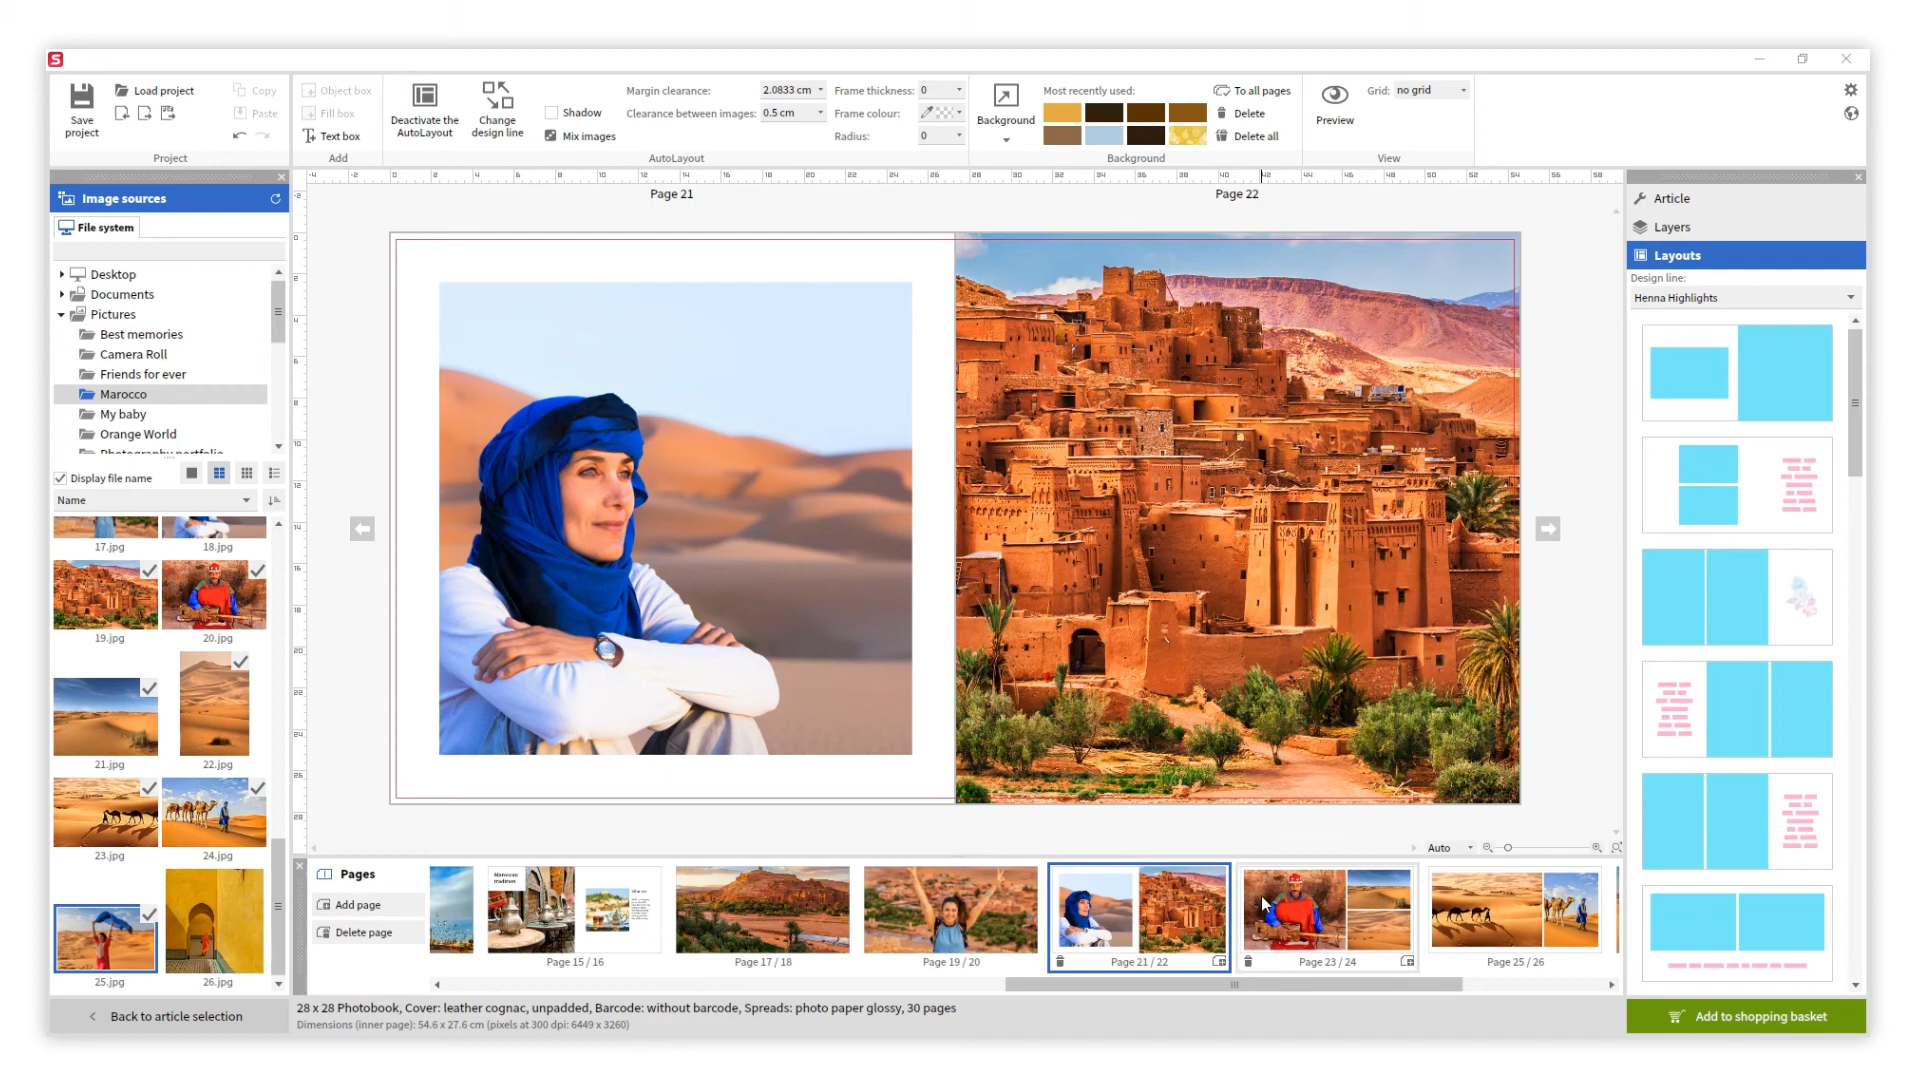 S
Save
project
Load project
Copy
Paste
Project
Object box
Fill box
Text box
Add
Deactivate the
AutoLayout
Change
design line
Shadow
Mix images
Margin clearance:
2.0833 cm
Clearance between images:
0.5 cm
Frame thickness:
0
Frame colour:
Radius:
0
AutoLayout
Background
Most recently used:
To all pages
Delete
Delete all
Background
Preview
Grid:
no grid
View
Image sources
File system
Desktop
Documents
Pictures
Best memories
Camera Roll
Friends for ever
Marocco
My baby
Orange World
Photography portfolio
Display file name
Name
17.jpg
18.jpg
19.jpg
20.jpg
21.jpg
22.jpg
23.jpg
24.jpg
25.jpg
26.jpg
Back to article selection
Page 21
Page 22
Auto
Pages
Add page
Delete page
Moroccan
tradition
Page 15 / 16
Page 17 / 18
Page 19 / 20
Page 21 / 22
Page 23 / 24
Page 25 / 26
28 x 28 Photobook, Cover: leather cognac, unpadded, Barcode: without barcode, Spreads: photo paper glossy, 30 pages
Dimensions (inner page): 54.6 x 27.6 cm (pixels at 300 dpi: 6449 x 3260)
Article
Layers
Layouts
Design line:
Henna Highlights
Add to shopping basket